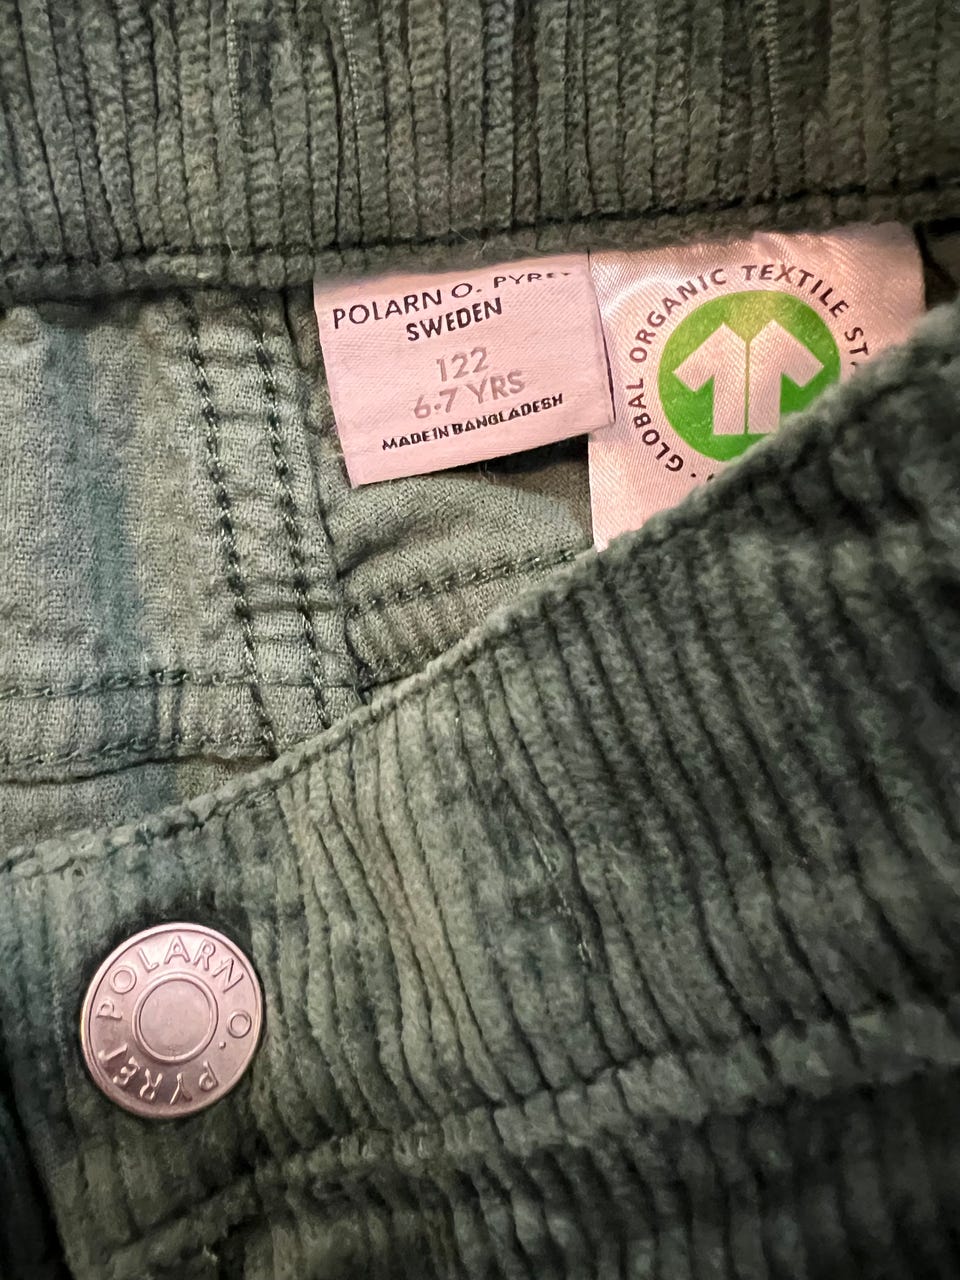 POLARN O. PYRET
SWEDEN
122
6-7 YRS
MADE IN BANGLADESH
· GLOBAL ORGANIC TEXTILE
POLARN O. PYRET